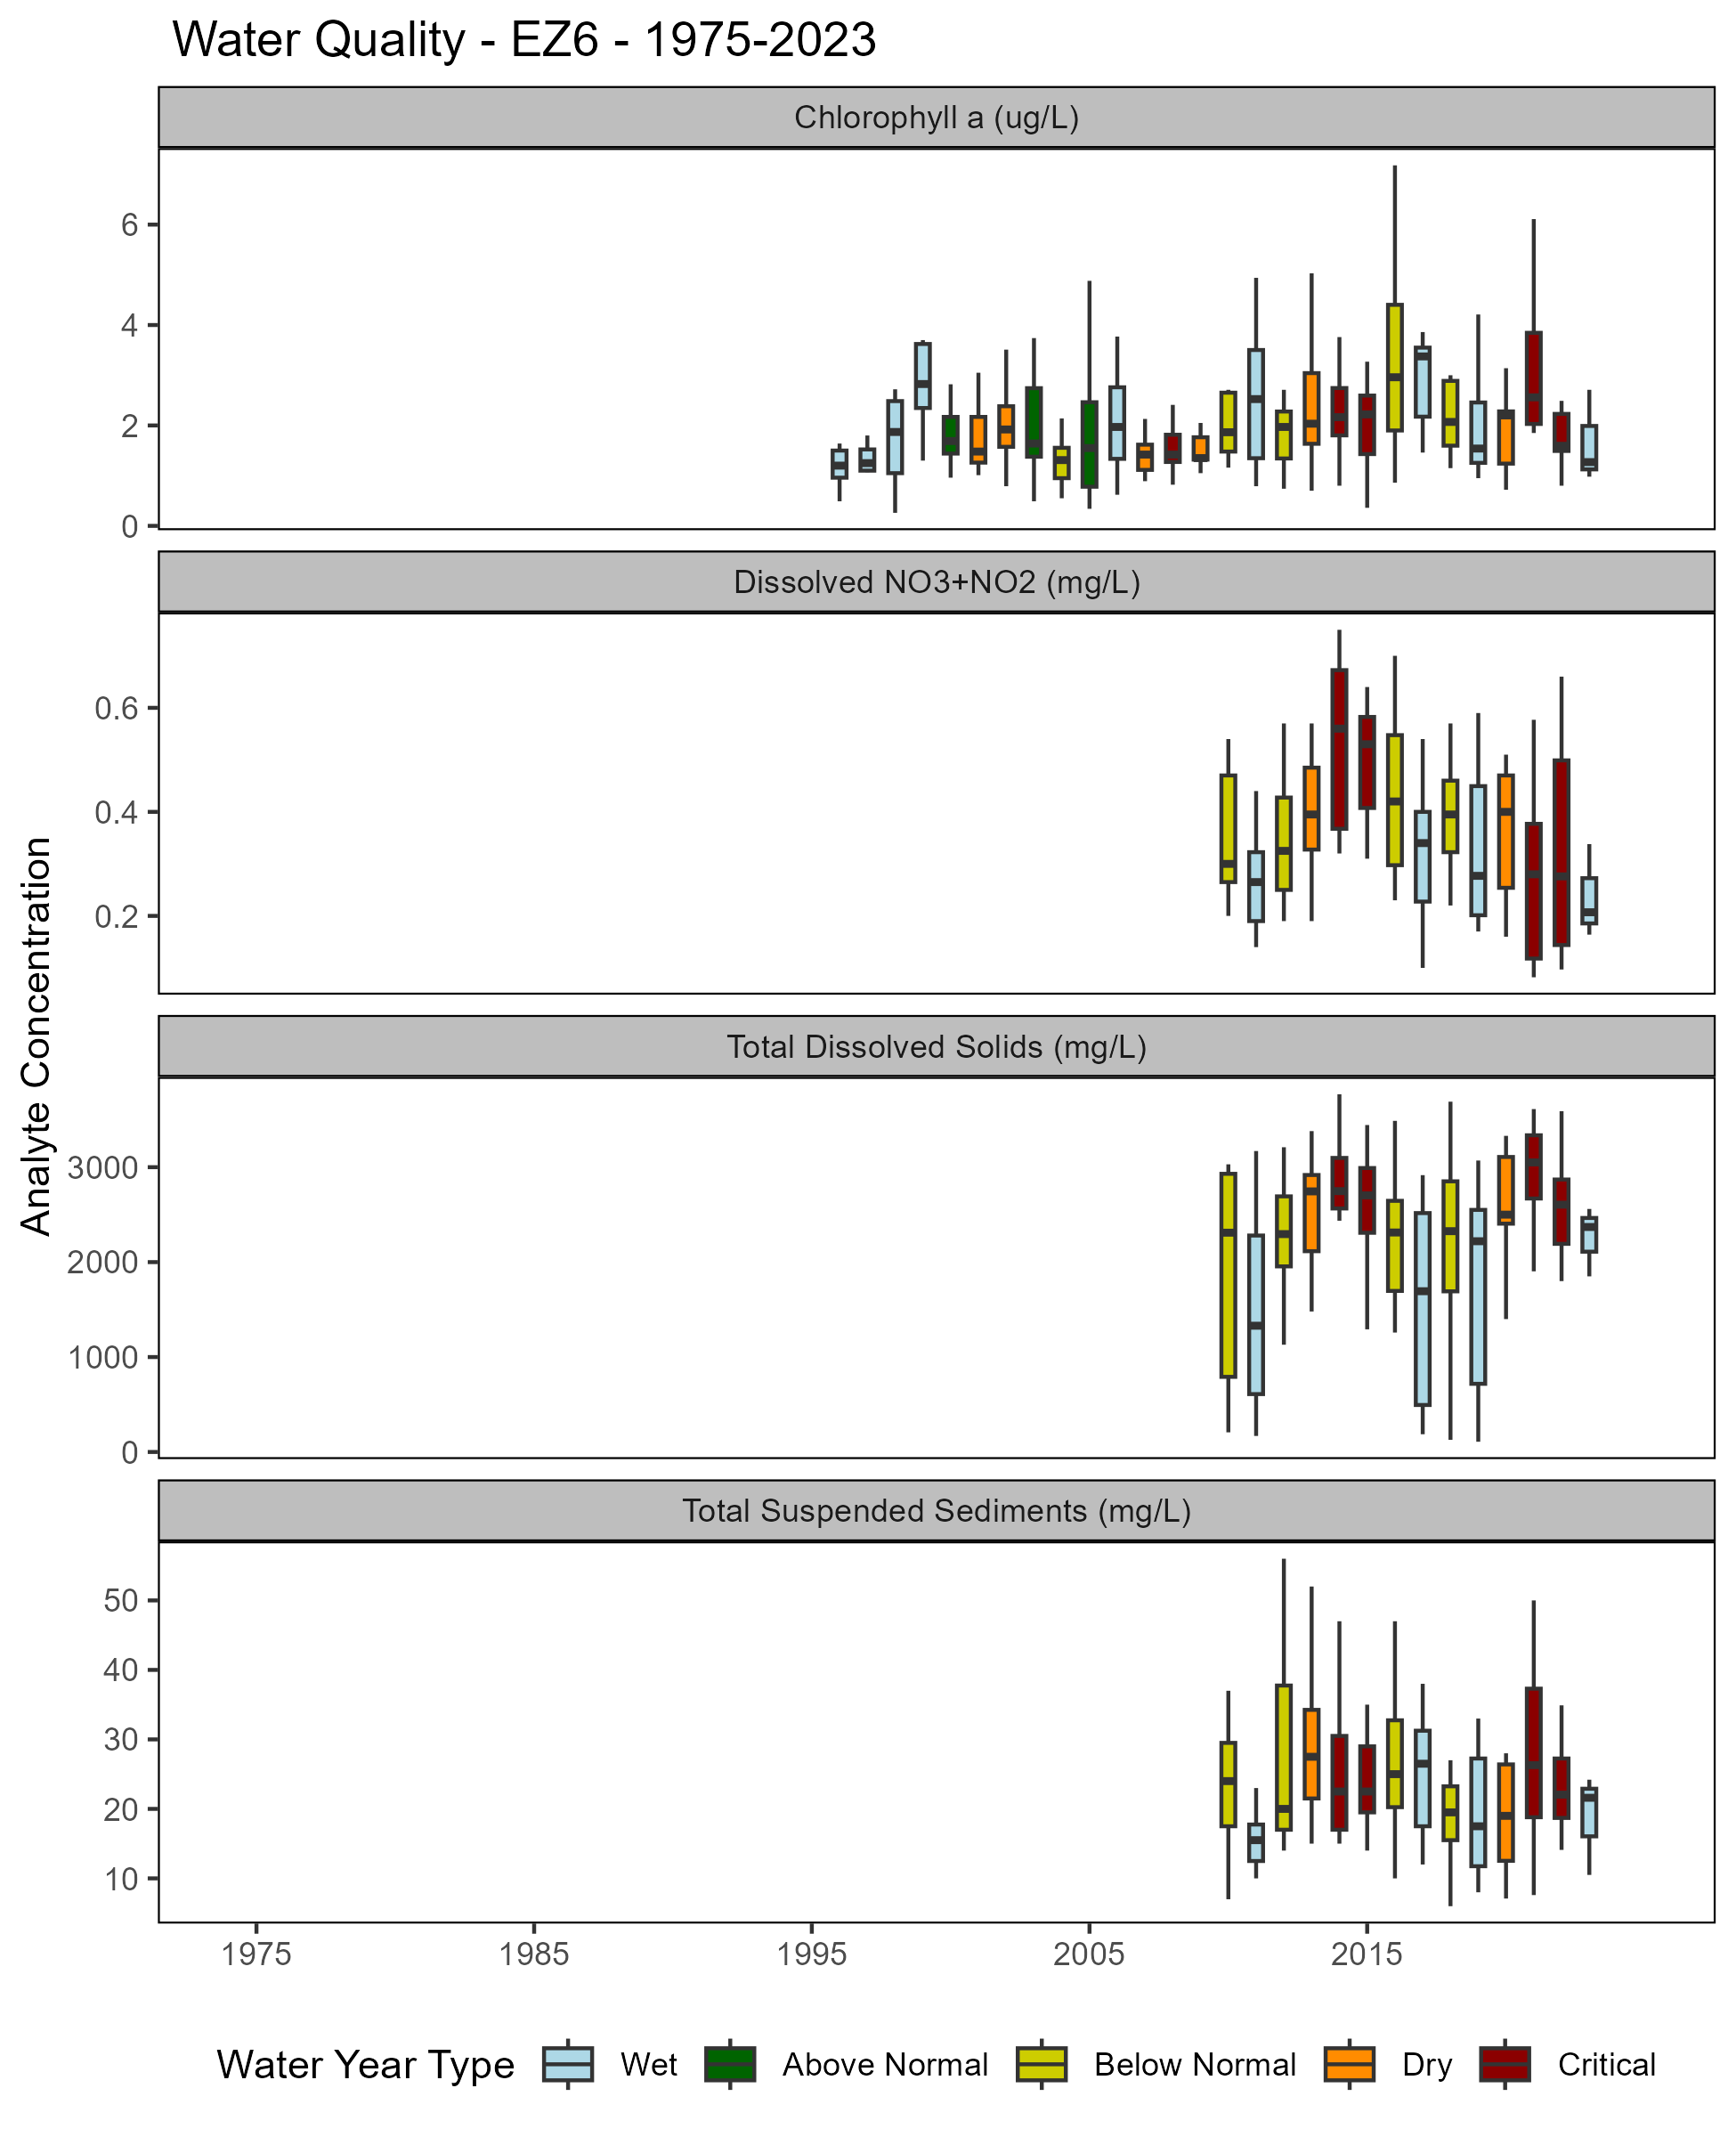 Water Quality - EZ6 - 1975-2023
Chlorophyll a (ug/L)
6
4
2
0
Dissolved NO3+NO2 (mg/L)
0.6
0.4
0.2
Analyte Concentration
Total Dissolved Solids (mg/L)
3000
2000
1000
0
Total Suspended Sediments (mg/L)
50
40
30
20
10
1975 1985 1995 2005 2015
Water Year Type Wet Above Normal Below Normal Dry Critical